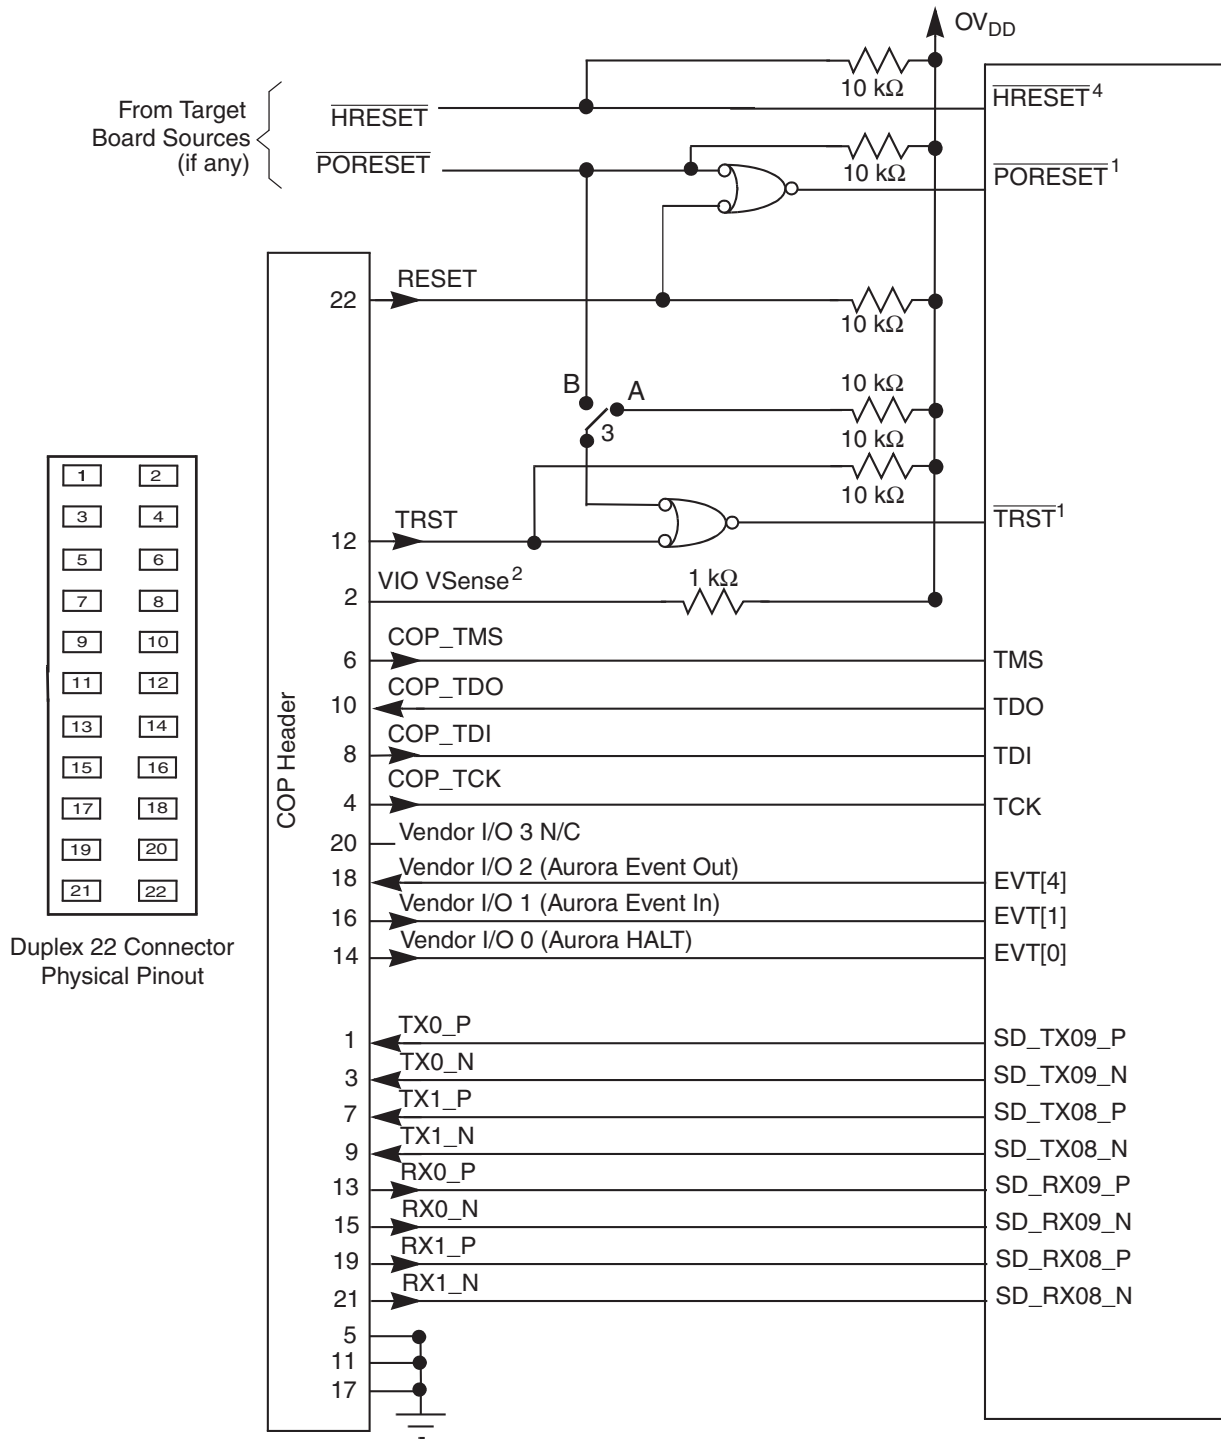 OVDD
10 kΩ
HRESET4
From Target
Board Sources
(if any)
HRESET
PORESET
10 kΩ
PORESET1
22
RESET
10 kΩ
B
A
10 kΩ
3
10 kΩ
10 kΩ
12
TRST
TRST1
2
VIO VSense2
1 kΩ
6
COP_TMS
TMS
10
COP_TDO
TDO
8
COP_TDI
TDI
4
COP_TCK
TCK
COP Header
20
Vendor I/O 3 N/C
18
Vendor I/O 2 (Aurora Event Out)
EVT[4]
16
Vendor I/O 1 (Aurora Event In)
EVT[1]
14
Vendor I/O 0 (Aurora HALT)
EVT[0]
1 2
3 4
5 6
7 8
9 10
11 12
13 14
15 16
17 18
19 20
21 22
Duplex 22 Connector
Physical Pinout
1
TX0_P
SD_TX09_P
3
TX0_N
SD_TX09_N
7
TX1_P
SD_TX08_P
9
TX1_N
SD_TX08_N
13
RX0_P
SD_RX09_P
15
RX0_N
SD_RX09_N
19
RX1_P
SD_RX08_P
21
RX1_N
SD_RX08_N
5
11
17